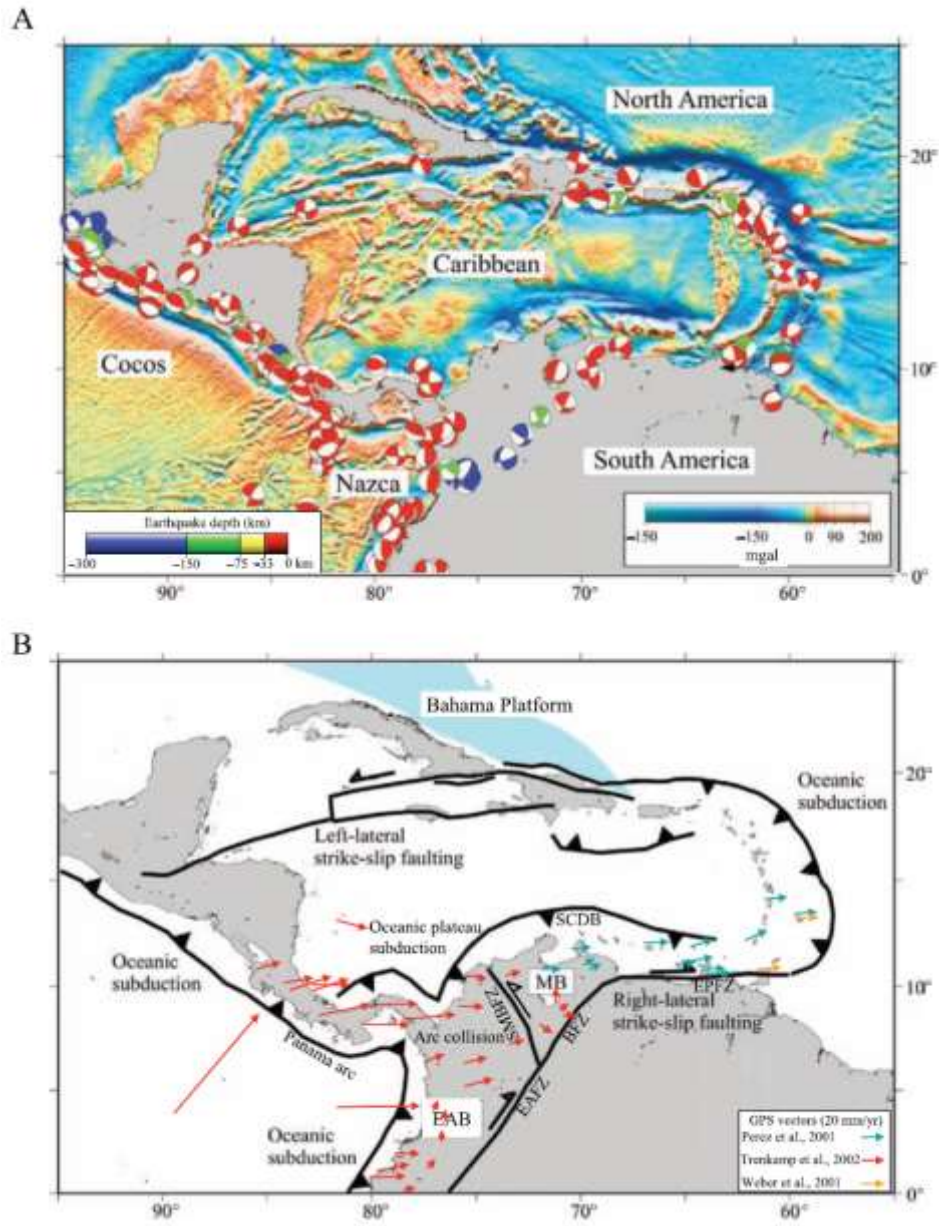 A
North America
20°
Caribbean
Cocos
10°
South America
Nazca
Earthquake depth (km)
-300 -150 -75 -33 0 km
-150 -150 0 90 200
mgal
0°
90° 80° 70° 60°
B
Bahama Platform
20°
Oceanic
subduction
Left-lateral
strike-slip faulting
Oceanic plateau
subduction
SCDB
Oceanic
subduction
MB
EPFZ
10°
Right-lateral
strike-slip faulting
SMBFZ
BFZ
Arc collision
Panama arc
EAFZ
EAB
Oceanic
subduction
GPS vectors (20 mm/yr)
Perez et al., 2001
Trenkamp et al., 2002
Weber et al., 2001
0°
90° 80° 70° 60°